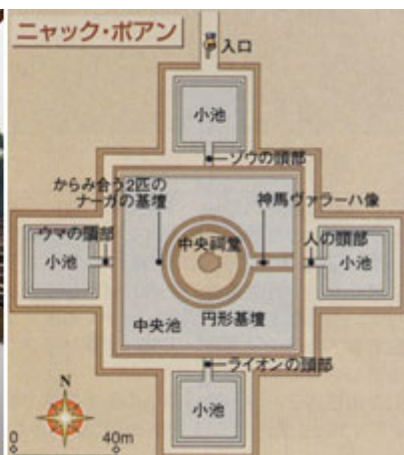 ニャック・ポアン
入口
小池
ゾウの頭部
からみ合う2匹の
ナーガの基壇
神馬ヴァラーハ像
ウマの頭部
中央祠堂
人の頭部
小池
小池
中央池
円形基壇
ライオンの頭部
小池
N
0
40m